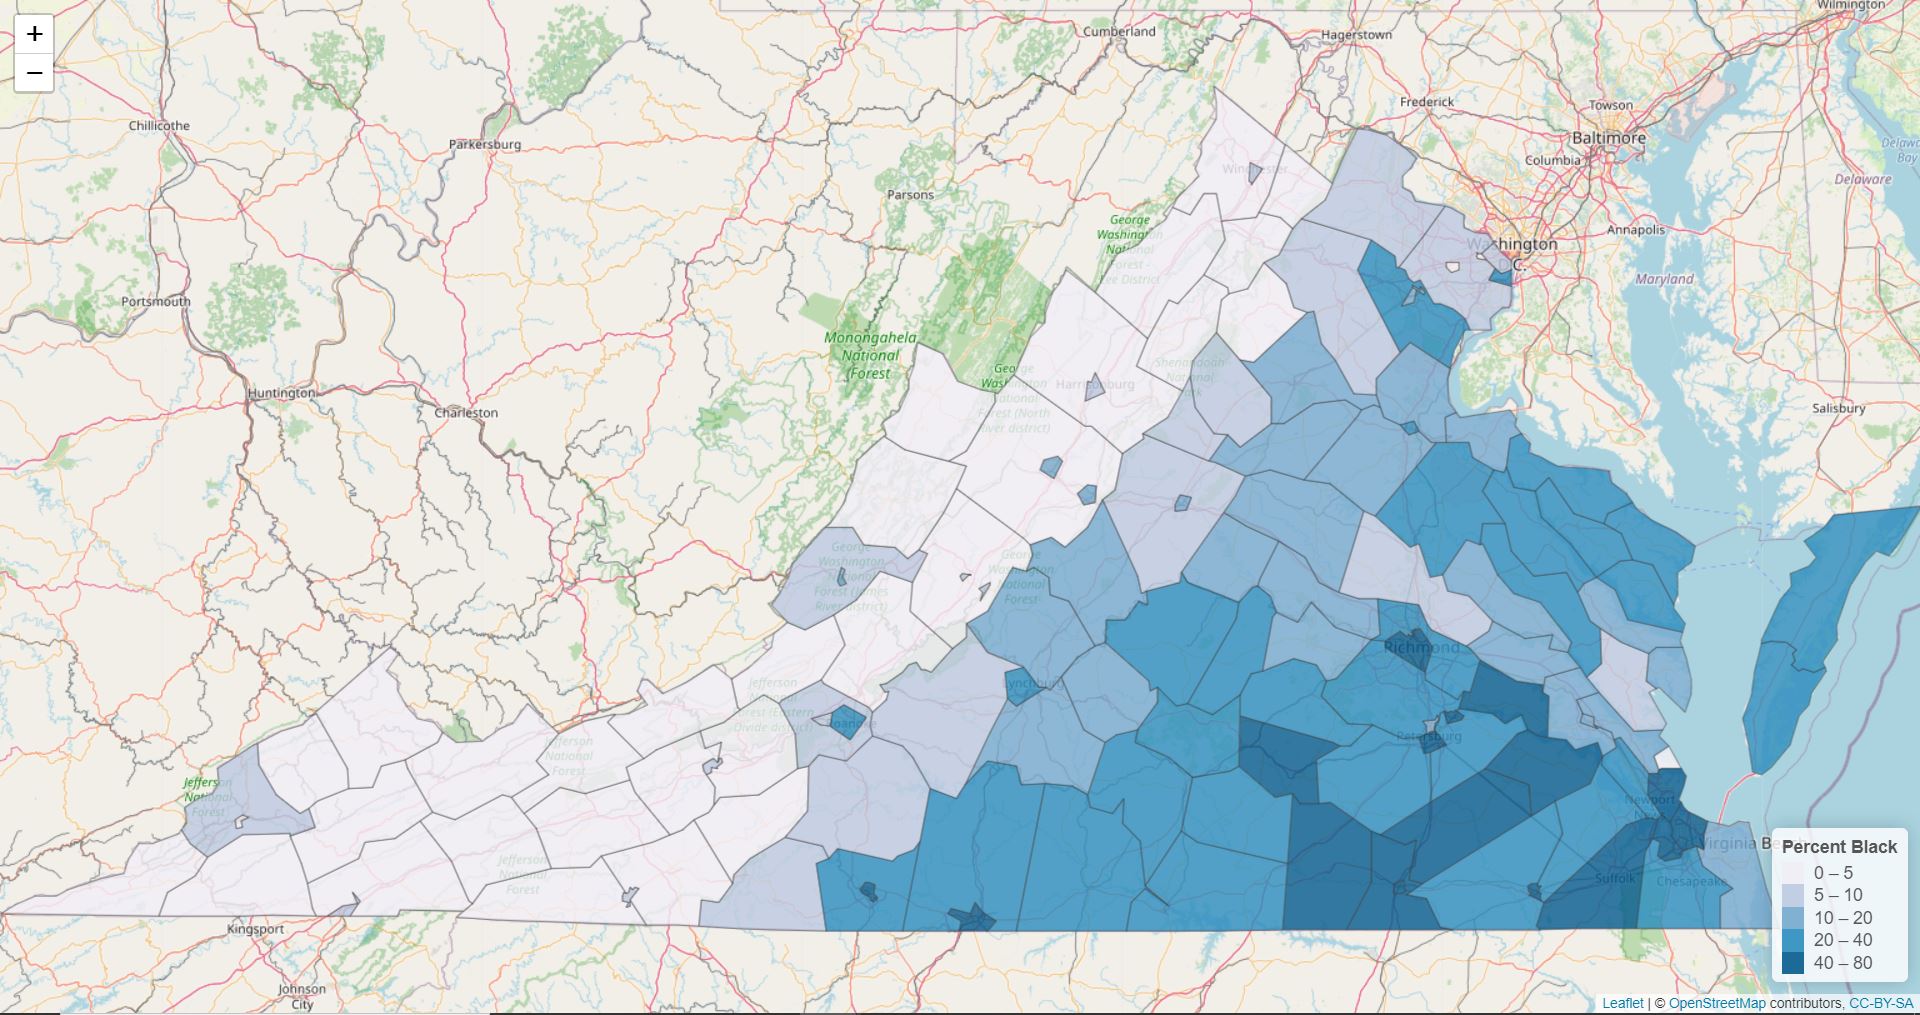 +
−
Cumberland
Hagerstown
Wilmington
Frederick
Towson
Baltimore
Chillicothe
Parkersburg
Columbia
Delaware
Bay
Parsons
Winchester
Delaware
George
Washington
National
Forest -
Lee District
Annapolis
Washington
C.
Maryland
Portsmouth
Monongahela
National
Forest
George
Washington
National
Forest (North
River district)
Harrisonburg
Shenandoah
National
Park
Huntington
Charleston
Salisbury
George
Washington
National
Forest (James
River district)
George
Washington
National
Forest
Richmond
Jefferson
National
Forest (Eastern
Divide district)
Lynchburg
Roanoke
Petersburg
Jefferson
National
Forest
Jefferson
National
Forest
Newport
Virginia Be
Jefferson
National
Forest
Suffolk
Chesapeake
Kingsport
Johnson
City
Percent Black
0 – 5
5 – 10
10 – 20
20 – 40
40 – 80
Leaflet | © OpenStreetMap contributors, CC-BY-SA